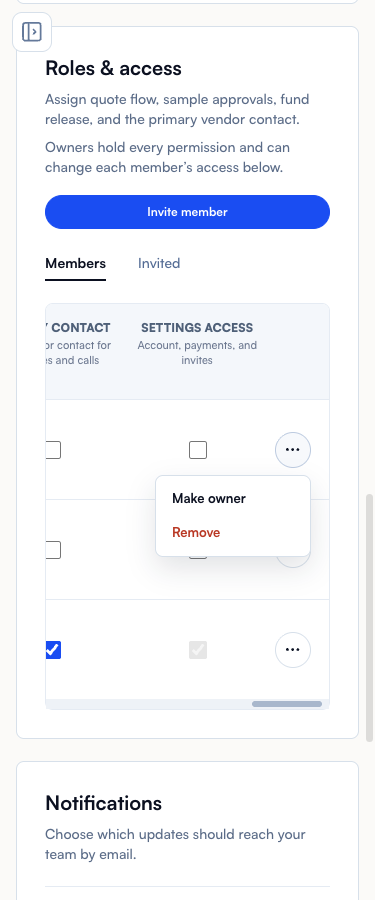 Roles & access
Assign quote flow, sample approvals, fund
release, and the primary vendor contact.
Owners hold every permission and can
change each member’s access below.
Invite member
Members
Invited
CONTACT
or contact for
and calls
SETTINGS ACCESS
Account, payments, and
invites
Make owner
Remove
Notifications
Choose which updates should reach your
team by email.